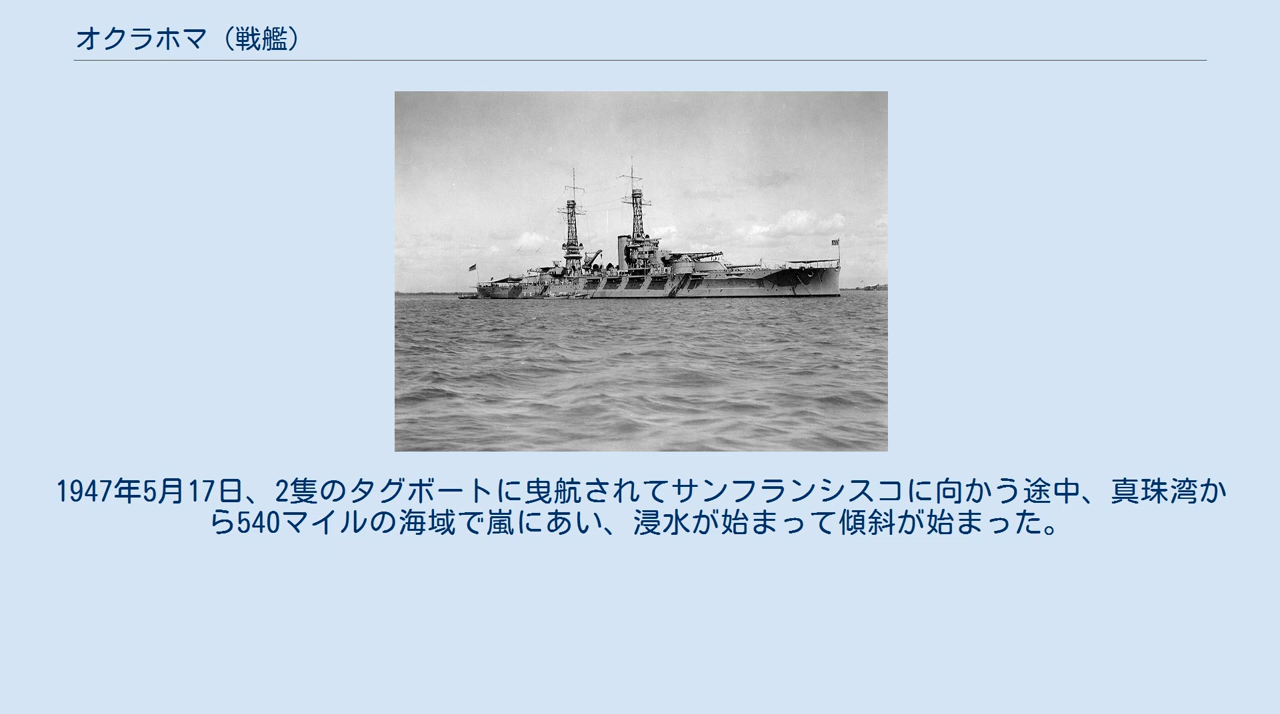 オクラホマ（戦艦）
1947年5月17日、2隻のタグボートに曳航されてサンフランシスコに向かう途中、真珠湾か
ら540マイルの海域で嵐にあい、浸水が始まって傾斜が始まった。